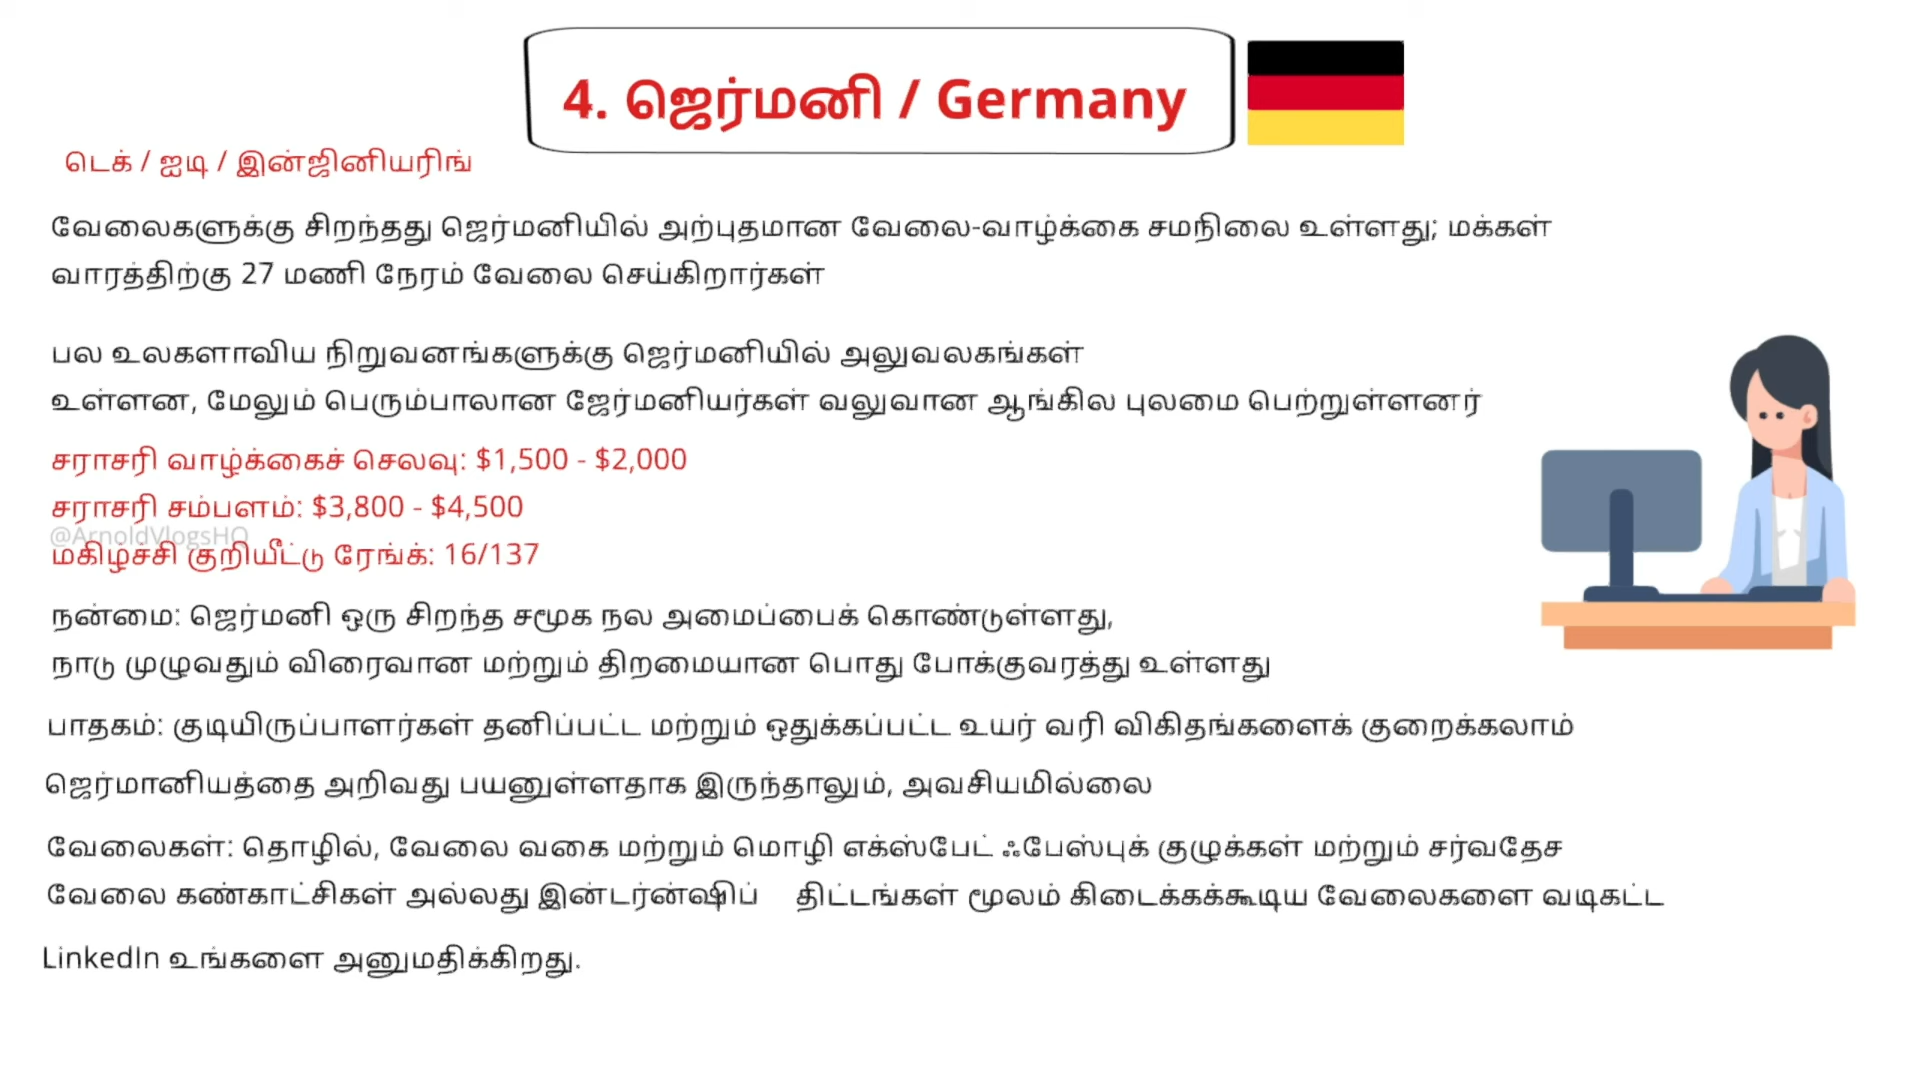 4. ஜெர்மனி / Germany
டெக் / ஐடி / இன்ஜினியரிங்
வேலைகளுக்கு சிறந்தது ஜெர்மனியில் அற்புதமான வேலை-வாழ்க்கை சமநிலை உள்ளது; மக்கள்
வாரத்திற்கு 27 மணி நேரம் வேலை செய்கிறார்கள்
பல உலகளாவிய நிறுவனங்களுக்கு ஜெர்மனியில் அலுவலகங்கள்
உள்ளன, மேலும் பெரும்பாலான ஜேர்மனியர்கள் வலுவான ஆங்கில புலமை பெற்றுள்ளனர்
சராசரி வாழ்க்கைச் செலவு: $1,500 - $2,000
சராசரி சம்பளம்: $3,800 - $4,500
@ArnoldVlogsHQ
மகிழ்ச்சி குறியீட்டு ரேங்க்: 16/137
நன்மை: ஜெர்மனி ஒரு சிறந்த சமூக நல அமைப்பைக் கொண்டுள்ளது,
நாடு முழுவதும் விரைவான மற்றும் திறமையான பொது போக்குவரத்து உள்ளது
பாதகம்: குடியிருப்பாளர்கள் தனிப்பட்ட மற்றும் ஒதுக்கப்பட்ட உயர் வரி விகிதங்களைக் குறைக்கலாம்
ஜெர்மானியத்தை அறிவது பயனுள்ளதாக இருந்தாலும், அவசியமில்லை
வேலைகள்: தொழில், வேலை வகை மற்றும் மொழி எக்ஸ்பேட் ஃபேஸ்புக் குழுக்கள் மற்றும் சர்வதேச
வேலை கண்காட்சிகள் அல்லது இன்டர்ன்ஷிப் திட்டங்கள் மூலம் கிடைக்கக்கூடிய வேலைகளை வடிகட்ட
LinkedIn உங்களை அனுமதிக்கிறது.